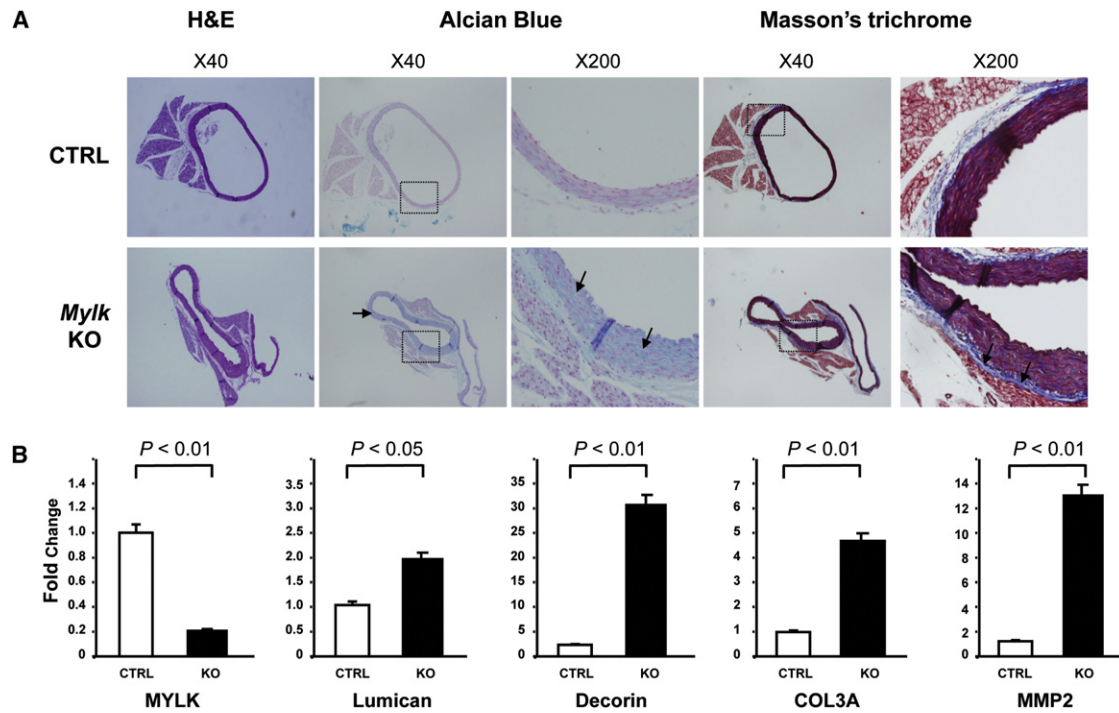 A H&E Alcian Blue Masson's trichrome
X40 X40 X200 X40 X200
CTRL
Mylk
KO
B P < 0.01 P < 0.05 P < 0.01 P < 0.01 P < 0.01
Fold Change
1.4
1.2
1.0
0.8
0.6
0.4
0.2
CTRL KO
MYLK
5.0
3.5
3.0
2.5
2.0
1.5
1.0
0.5
CTRL KO
Lumican
40
35
30
25
20
15
10
5
CTRL KO
Decorin
7
7
6
5
4
3
2
1
0
CTRL KO
COL3A
14
12
10
8
6
4
2
0
CTRL KO
MMP2